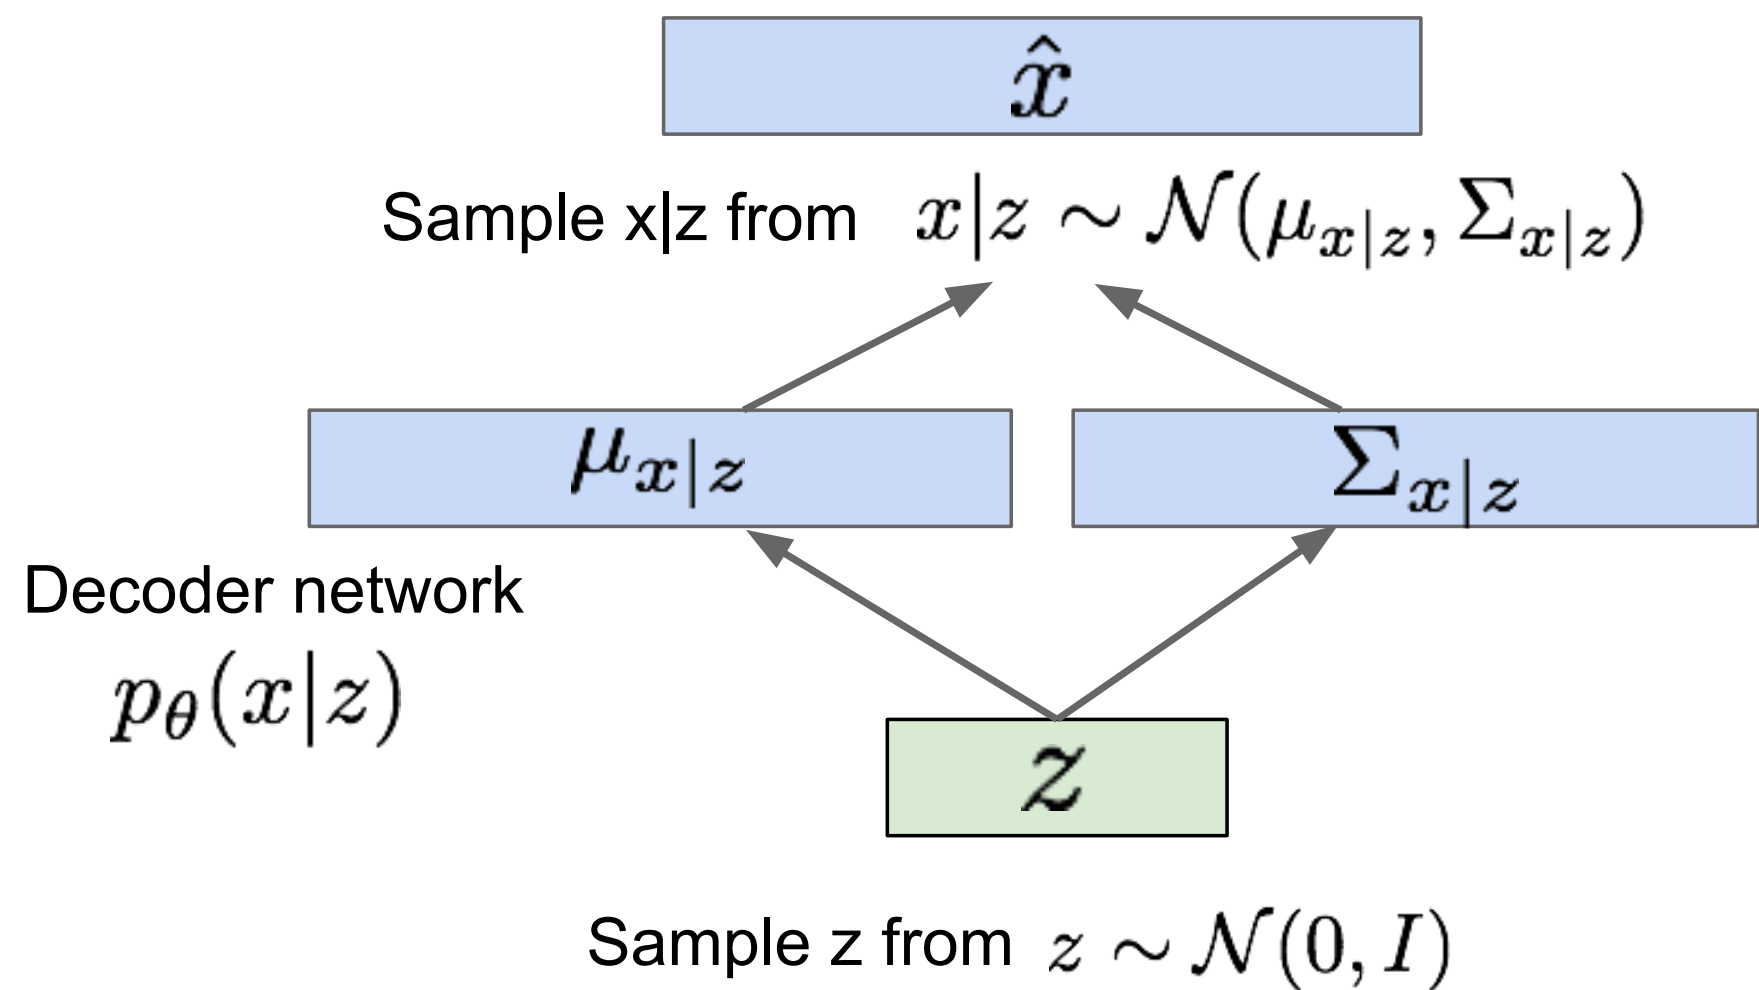 x̂
Sample x|z from x|z ∼ 𝒩(μ_{x|z}, Σ_{x|z})
μ_{x|z} Σ_{x|z}
Decoder network
p_θ(x|z)
z
Sample z from z ∼ 𝒩(0, I)